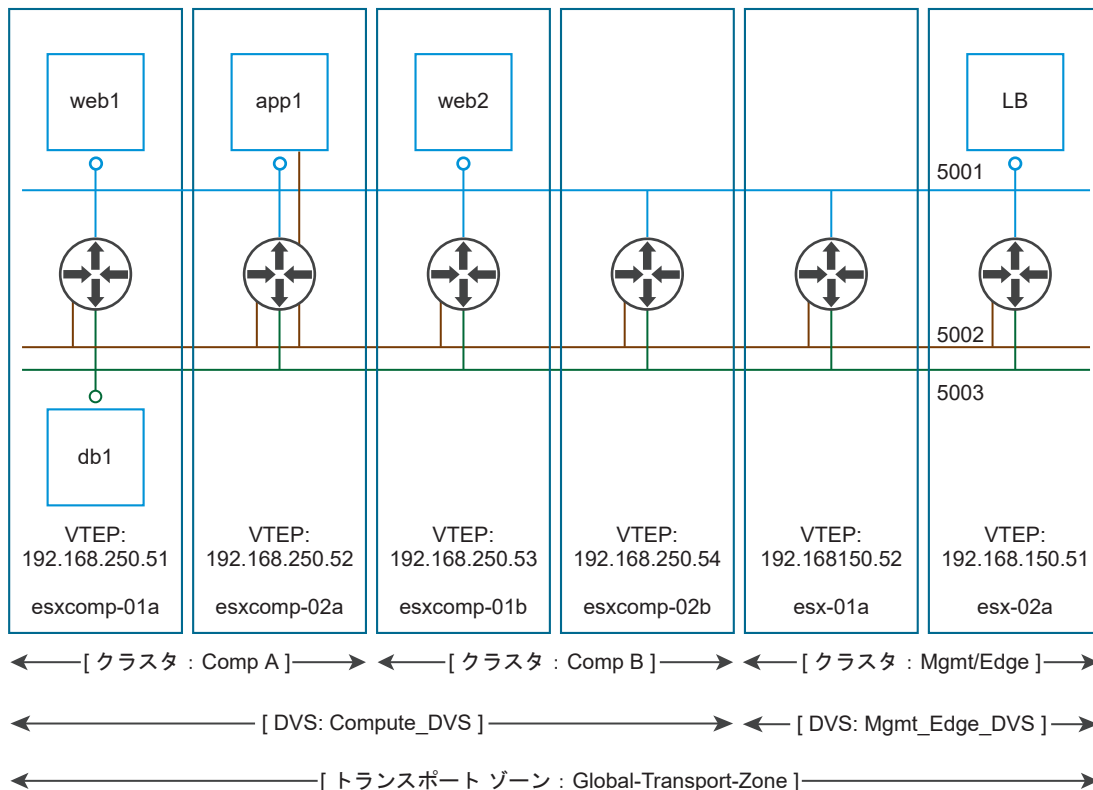 web1
app1
web2
LB
5001
5002
5003
db1
VTEP:
192.168.250.51
esxcomp-01a
VTEP:
192.168.250.52
esxcomp-02a
VTEP:
192.168.250.53
esxcomp-01b
VTEP:
192.168.250.54
esxcomp-02b
VTEP:
192.168150.52
esx-01a
VTEP:
192.168.150.51
esx-02a
[ クラスタ：Comp A ]
[ クラスタ：Comp B ]
[ クラスタ：Mgmt/Edge ]
[ DVS: Compute_DVS ]
[ DVS: Mgmt_Edge_DVS ]
[ トランスポート ゾーン：Global-Transport-Zone ]